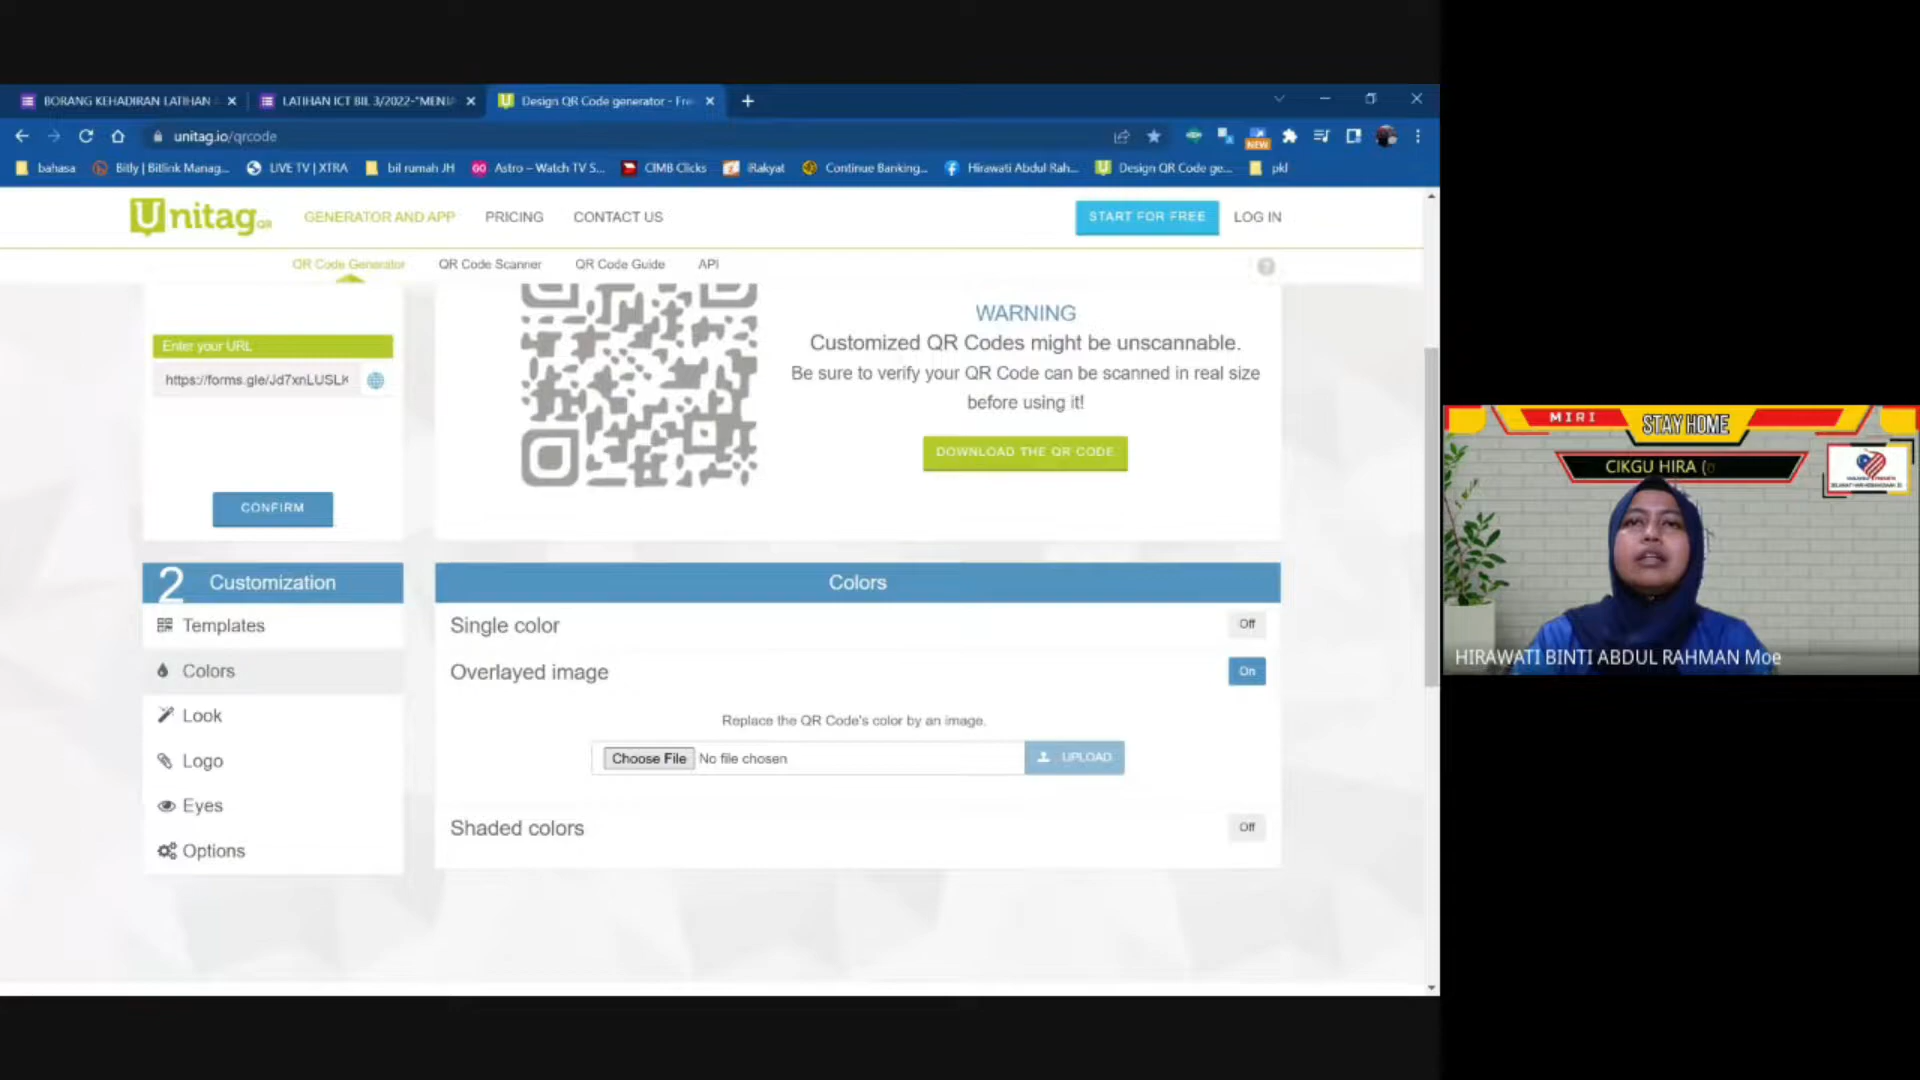 BORANG KEHADIRAN LATIHAN
LATIHAN ICT BIL 3/2022-"MENJA
Design QR Code generator - Fre
unitag.io/qrcode
NEW
bahasa
Bitly | Bitlink Manag...
LIVE TV | XTRA
bil rumah JH
GO
Astro – Watch TV S...
CIMB Clicks
iRakyat
Continue Banking...
Hirawati Abdul Rah...
Design QR Code ge...
pkl
Unitag QR
GENERATOR AND APP
PRICING
CONTACT US
START FOR FREE
LOG IN
QR Code Generator
QR Code Scanner
QR Code Guide
API
?
WARNING
Customized QR Codes might be unscannable.
Be sure to verify your QR Code can be scanned in real size
before using it!
DOWNLOAD THE QR CODE
Enter your URL
https://forms.gle/Jd7xnLUSLK
CONFIRM
2 Customization
Templates
Colors
Look
Logo
Eyes
Options
Colors
Single color
Off
Overlayed image
On
Replace the QR Code's color by an image.
Choose File No file chosen
UPLOAD
Shaded colors
Off
MIRI
STAY HOME
CIKGU HIRA (
HIRAWATI BINTI ABDUL RAHMAN Moe